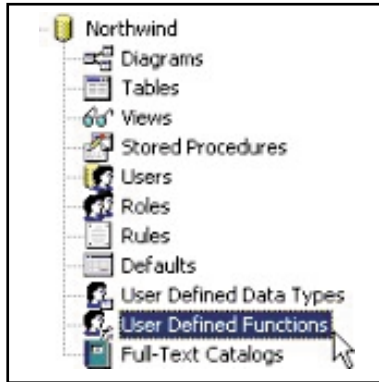 Northwind
Diagrams
Tables
Views
Stored Procedures
Users
Roles
Rules
Defaults
User Defined Data Types
User Defined Functions
Full-Text Catalogs